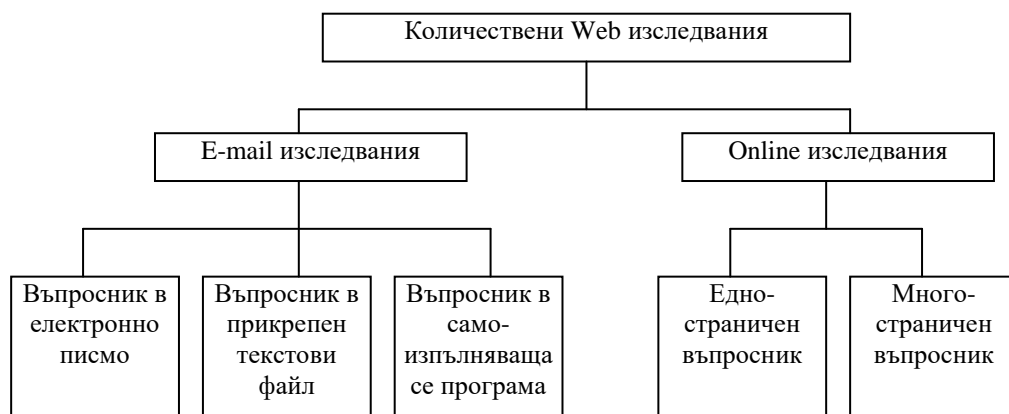 Количествени Web изследвания
E-mail изследвания
Online изследвания
Въпросник в
електронно
писмо
Въпросник в
прикрепен
текстови
файл
Въпросник в
само-
изпълняваща
се програма
Едно-
страничен
въпросник
Много-
страничен
въпросник